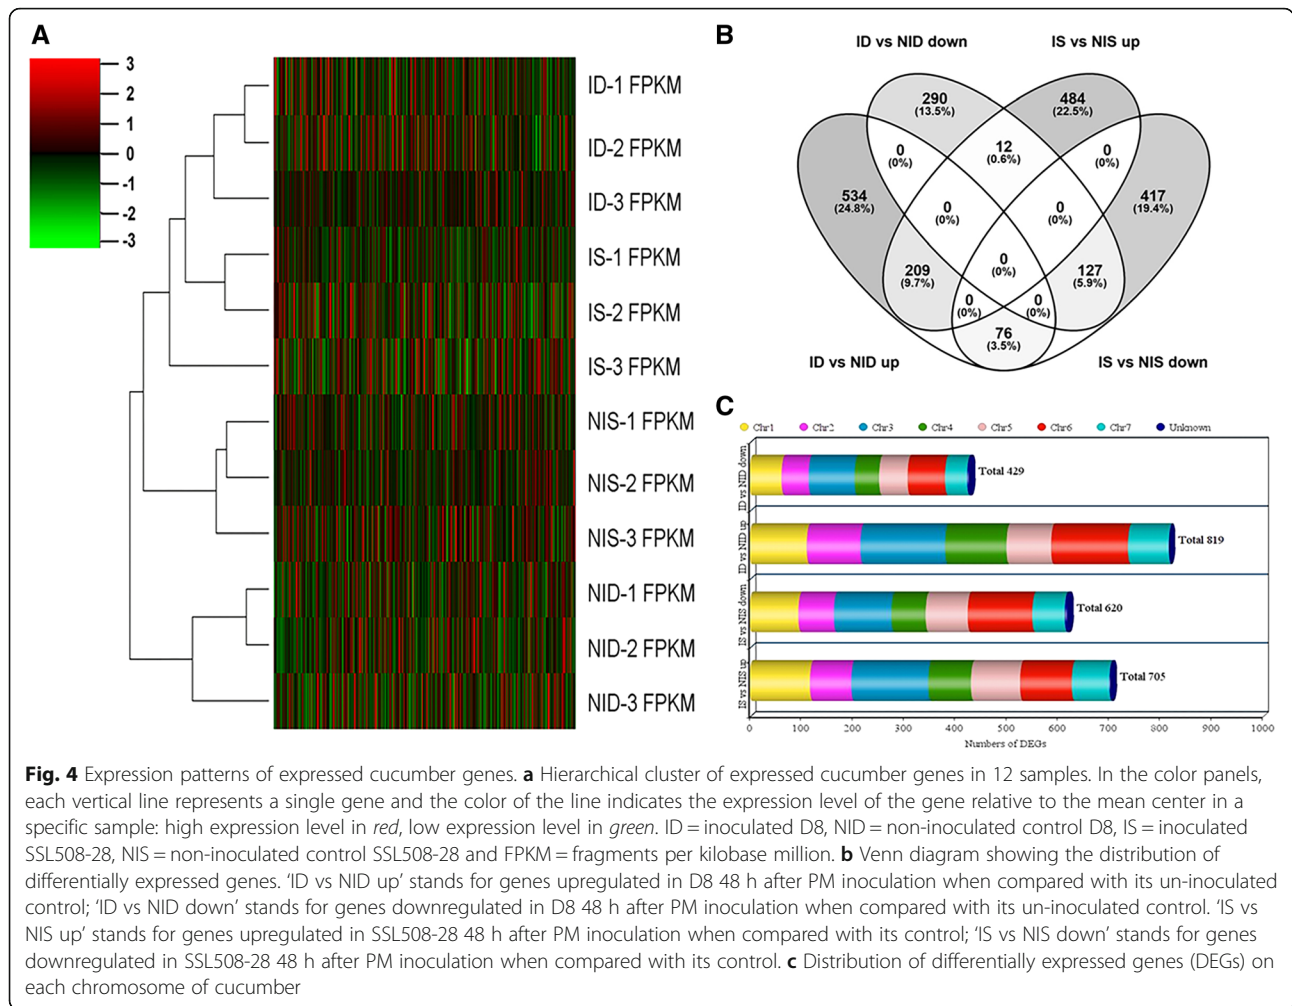 A
3
2
1
0
-1
-2
-3
ID-1 FPKM
ID-2 FPKM
ID-3 FPKM
IS-1 FPKM
IS-2 FPKM
IS-3 FPKM
NIS-1 FPKM
NIS-2 FPKM
NIS-3 FPKM
NID-1 FPKM
NID-2 FPKM
NID-3 FPKM
B
ID vs NID down
IS vs NIS up
290
(13.5%)
484
(22.5%)
0
(0%)
12
(0.6%)
0
(0%)
534
(24.8%)
417
(19.4%)
0
(0%)
0
(0%)
209
(9.7%)
0
(0%)
127
(5.9%)
0
(0%)
0
(0%)
76
(3.5%)
ID vs NID up
IS vs NIS down
C
Chr1 Chr2 Chr3 Chr4 Chr5 Chr6 Chr7 Unknown
ID vs NID down
Total 429
ID vs NID up
Total 819
IS vs NIS down
Total 620
IS vs NIS up
Total 705
0 100 200 300 400 500 600 700 800 900 1000
Numbers of DEGs
Fig. 4 Expression patterns of expressed cucumber genes. a Hierarchical cluster of expressed cucumber genes in 12 samples. In the color panels,
each vertical line represents a single gene and the color of the line indicates the expression level of the gene relative to the mean center in a
specific sample: high expression level in red, low expression level in green. ID = inoculated D8, NID = non-inoculated control D8, IS = inoculated
SSL508-28, NIS = non-inoculated control SSL508-28 and FPKM = fragments per kilobase million. b Venn diagram showing the distribution of
differentially expressed genes. ‘ID vs NID up’ stands for genes upregulated in D8 48 h after PM inoculation when compared with its un-inoculated
control; ‘ID vs NID down’ stands for genes downregulated in D8 48 h after PM inoculation when compared with its un-inoculated control. ‘IS vs
NIS up’ stands for genes upregulated in SSL508-28 48 h after PM inoculation when compared with its control; ‘IS vs NIS down’ stands for genes
downregulated in SSL508-28 48 h after PM inoculation when compared with its control. c Distribution of differentially expressed genes (DEGs) on
each chromosome of cucumber